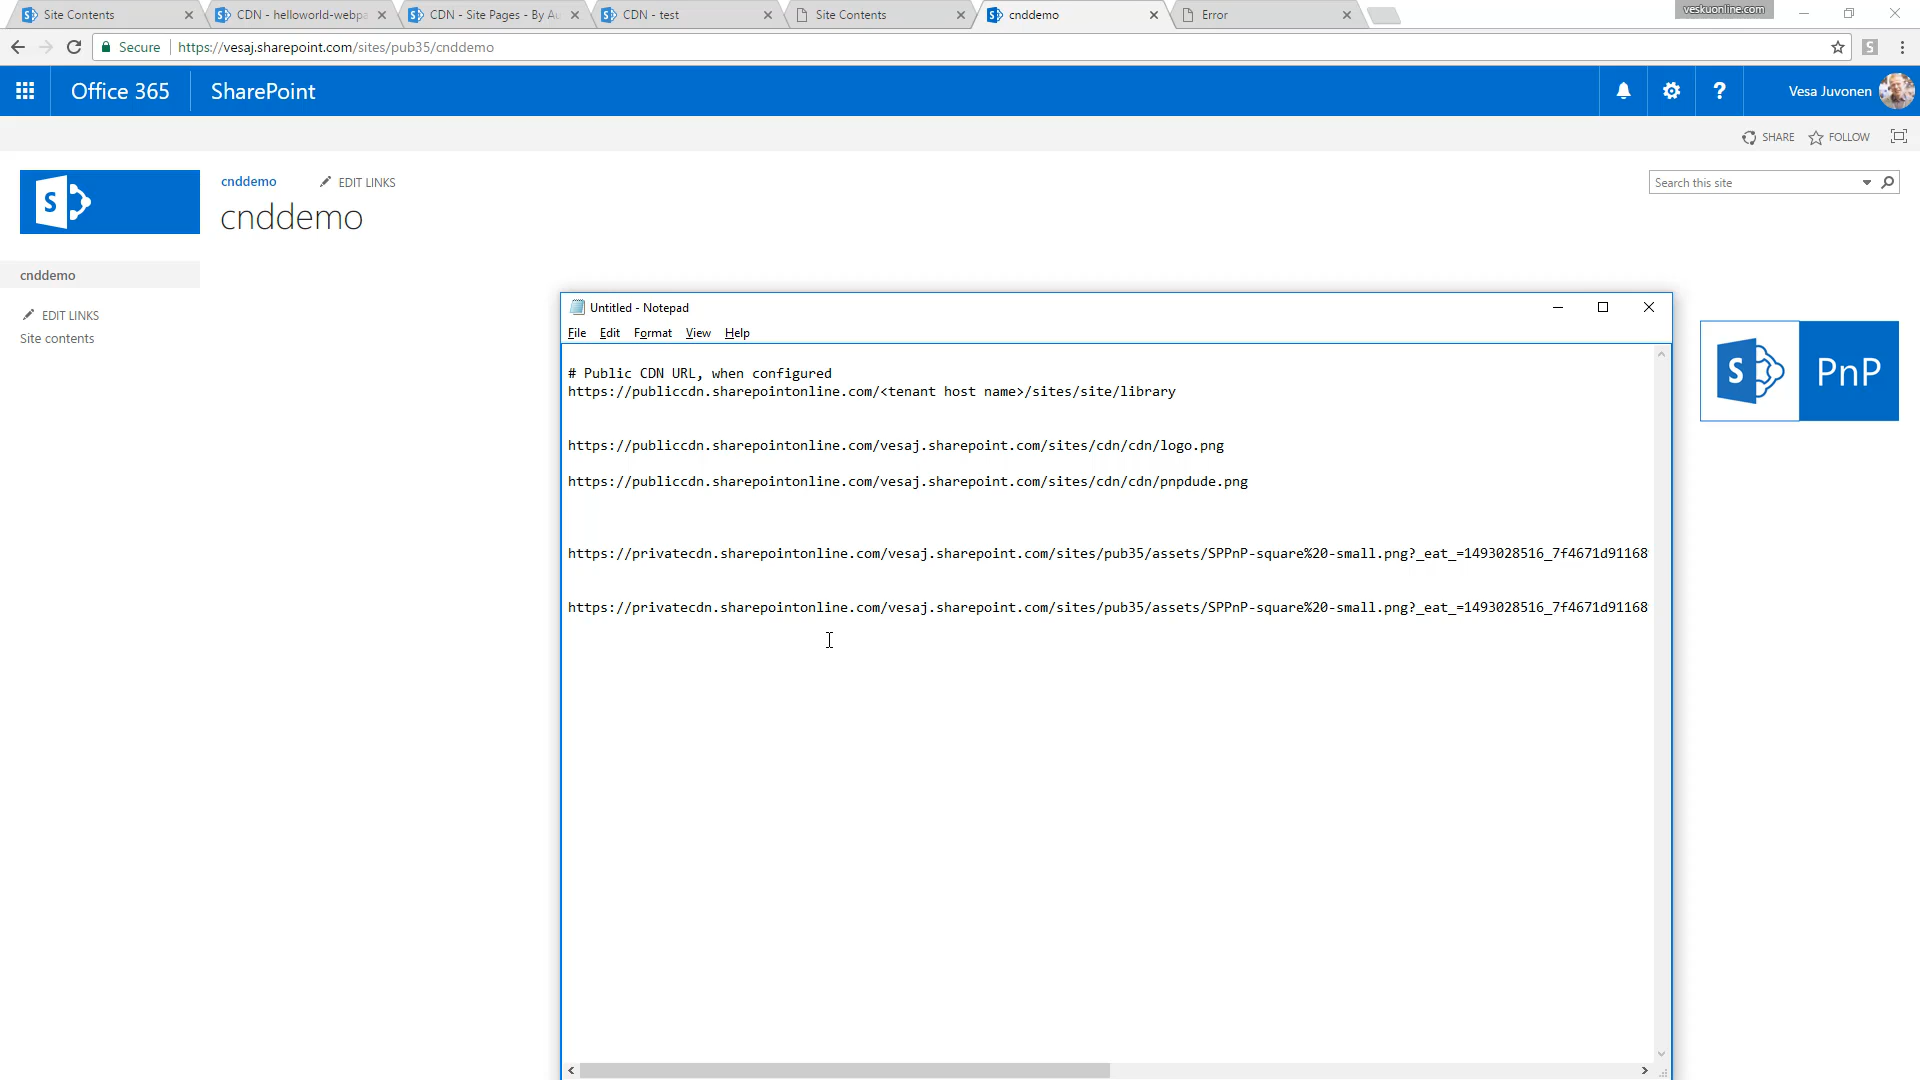 Site Contents
CDN - helloworld-webpa
CDN - Site Pages - By Au
CDN - test
Site Contents
cnddemo
Error
veskuonline.com
Secure
https://vesaj.sharepoint.com/sites/pub35/cnddemo
S
Office 365
SharePoint
?
Vesa Juvonen
SHARE
FOLLOW
S
cnddemo
EDIT LINKS
cnddemo
Search this site
cnddemo
EDIT LINKS
Site contents
Untitled - Notepad
File Edit Format View Help
# Public CDN URL, when configured
https://publiccdn.sharepointonline.com/<tenant host name>/sites/site/library
https://publiccdn.sharepointonline.com/vesaj.sharepoint.com/sites/cdn/cdn/logo.png
https://publiccdn.sharepointonline.com/vesaj.sharepoint.com/sites/cdn/cdn/pnpdude.png
https://privatecdn.sharepointonline.com/vesaj.sharepoint.com/sites/pub35/assets/SPPnP-square%20-small.png?_eat_=1493028516_7f4671d91168
https://privatecdn.sharepointonline.com/vesaj.sharepoint.com/sites/pub35/assets/SPPnP-square%20-small.png?_eat_=1493028516_7f4671d91168
S PnP